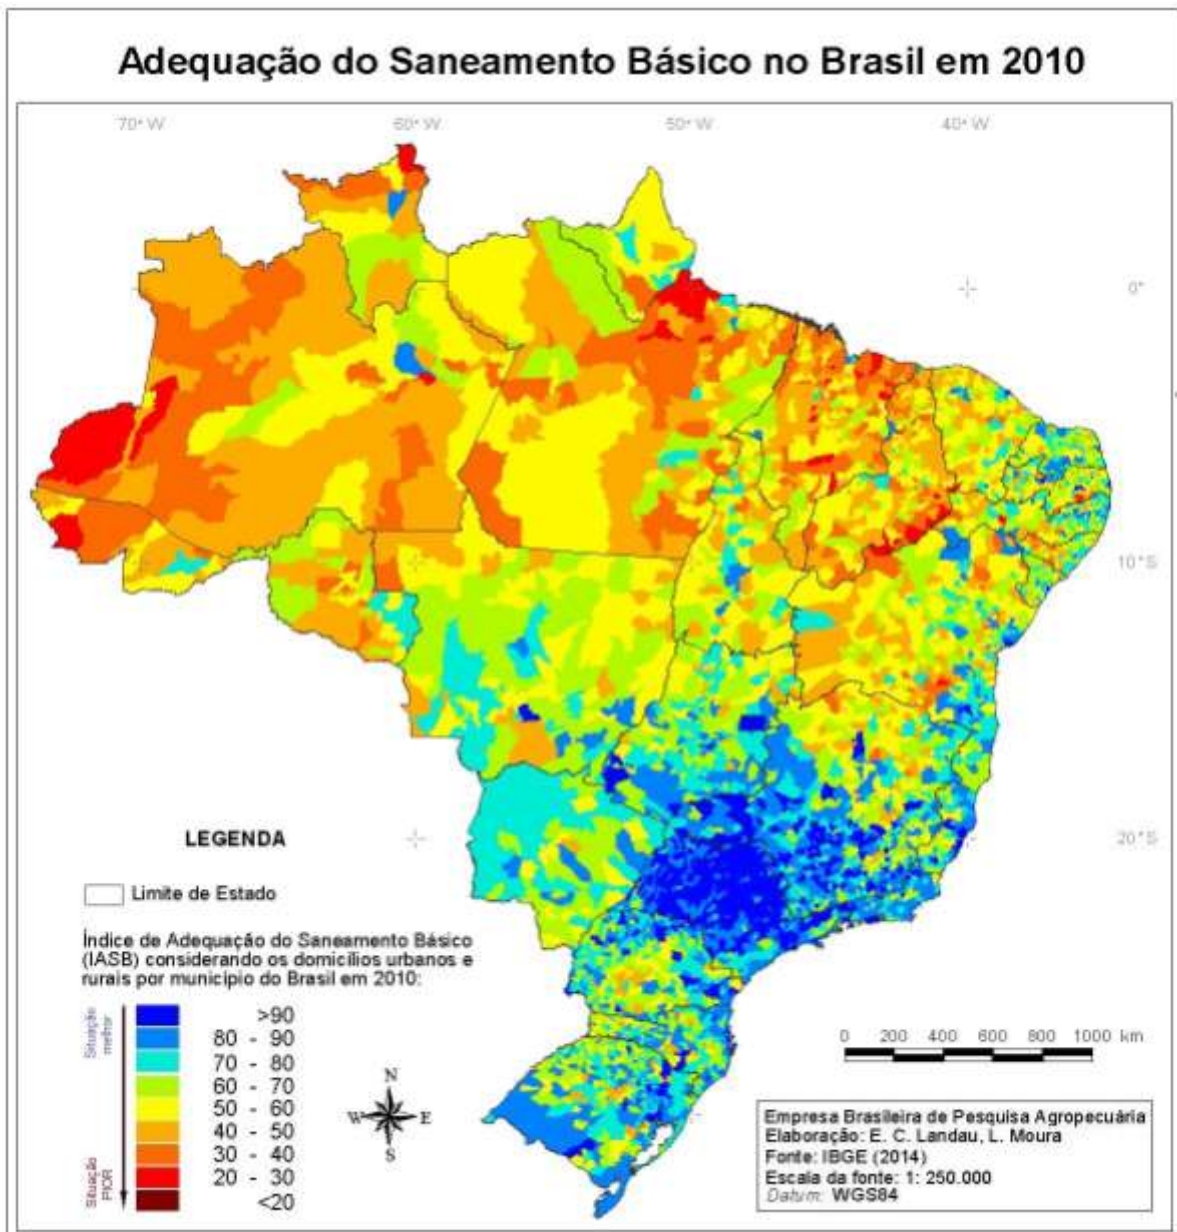 Adequação do Saneamento Básico no Brasil em 2010
70° W 60° W 50° W 40° W
0°
10° S
20° S
LEGENDA
Limite de Estado
Índice de Adequação do Saneamento Básico
(IASB) considerando os domicílios urbanos e
rurais por município do Brasil em 2010:
Situação
melhor
>90
80 - 90
70 - 80
60 - 70
50 - 60
40 - 50
30 - 40
20 - 30
<20
Situação
PIOR
N
W E
S
0 200 400 600 800 1000 km
Empresa Brasileira de Pesquisa Agropecuária
Elaboração: E. C. Landau, L. Moura
Fonte: IBGE (2014)
Escala da fonte: 1: 250.000
Datum: WGS84